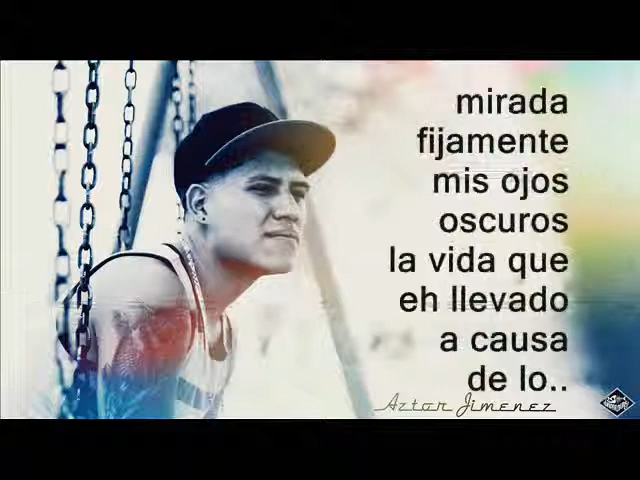 mirada
fijamente
mis ojos
oscuros
la vida que
eh llevado
a causa
de lo..
Aztor Jimenez